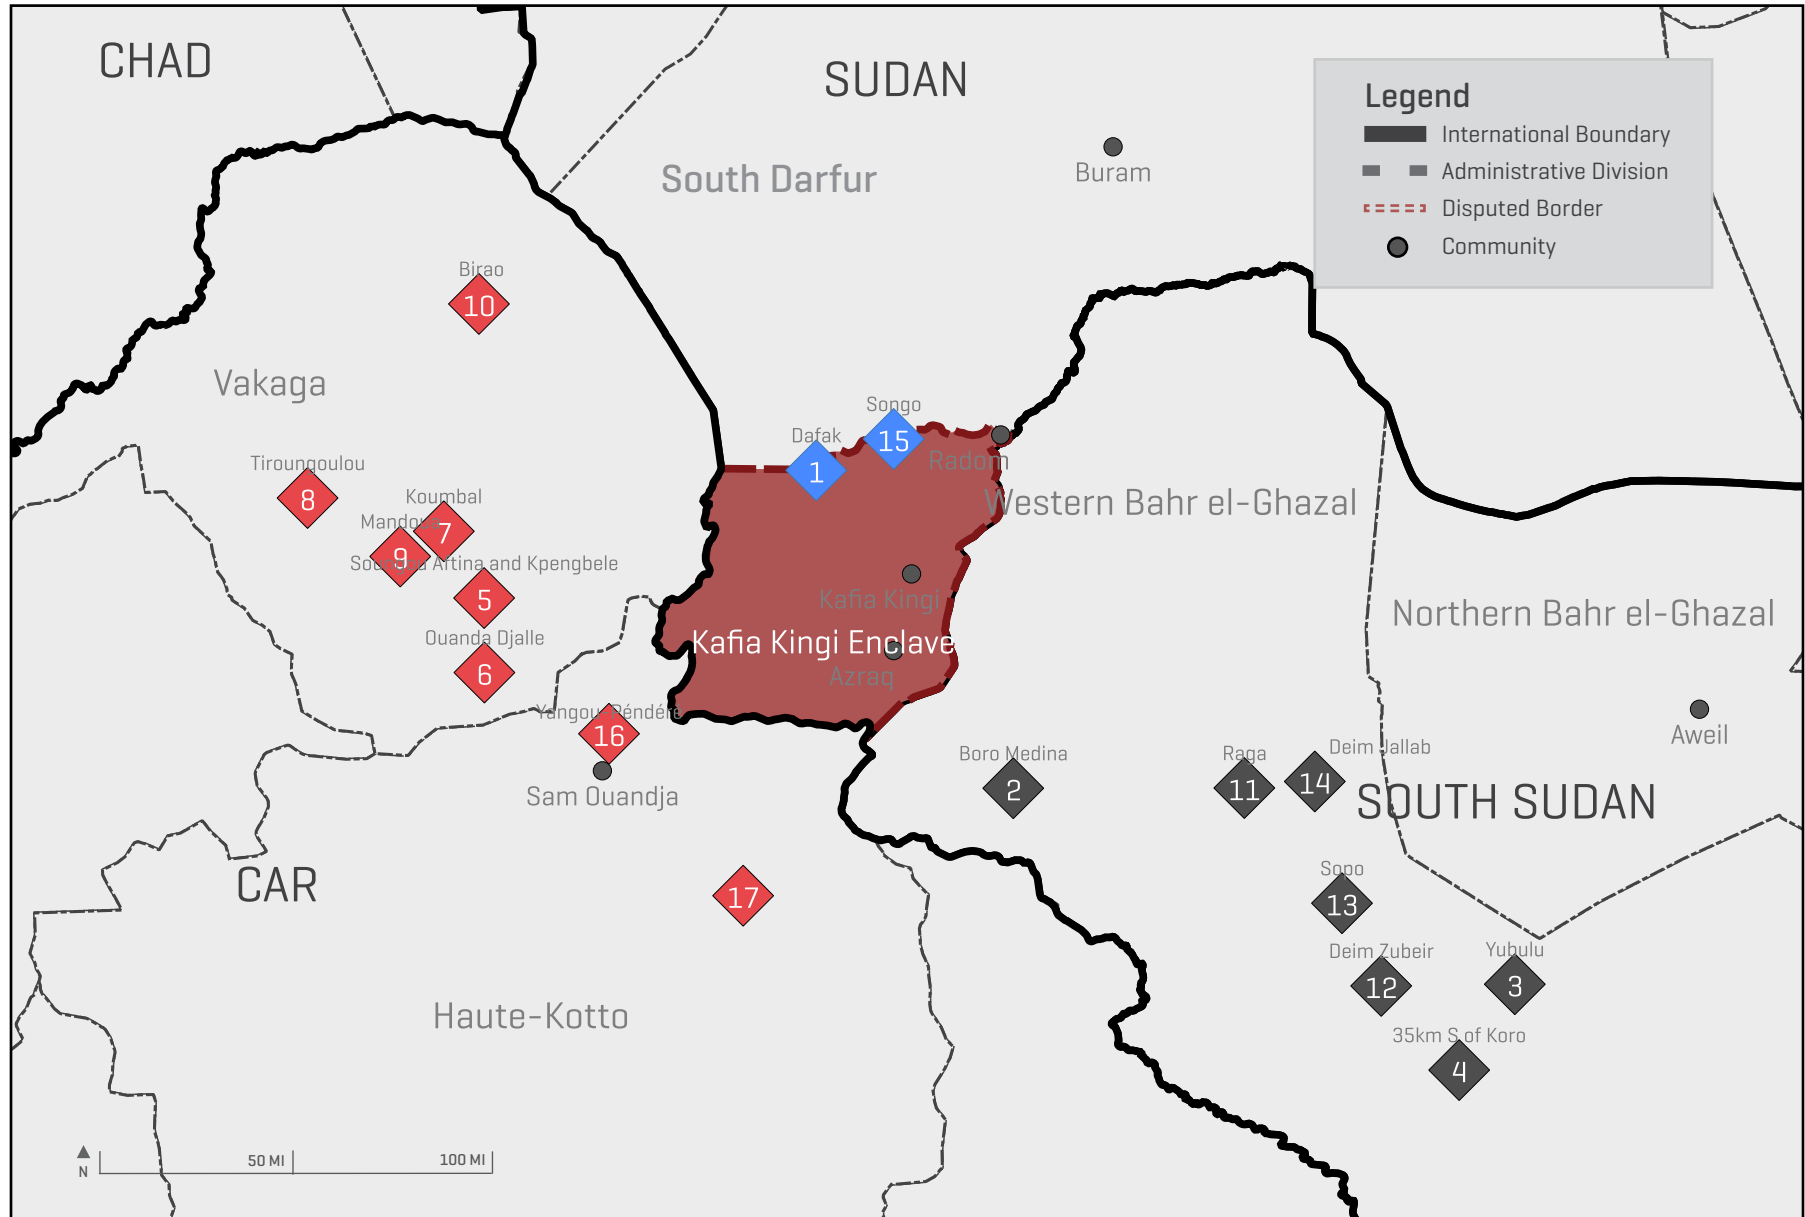 CHAD
SUDAN
Legend
International Boundary
Administrative Division
Disputed Border
Community
South Darfur
Buram
Birao
10
Vakaga
Songo
15
Dafak
1
Radom
Tiroungoulou
8
Koumbal
7
Mandoua
9
Western Bahr el-Ghazal
Artina and Kpengbele
5
Kafia Kingi
Northern Bahr el-Ghazal
Ouanda Djalle
6
Kafia Kingi Enclave
Azraq
Yangou-Péndéré
16
Sam Ouandja
Aweil
Boro Medina
2
Raga
11
Deim Jallab
14
SOUTH SUDAN
CAR
17
Sopo
13
Deim Zubeir
12
Yubulu
3
Haute-Kotto
35km S of Koro
4
N
50 MI
100 MI